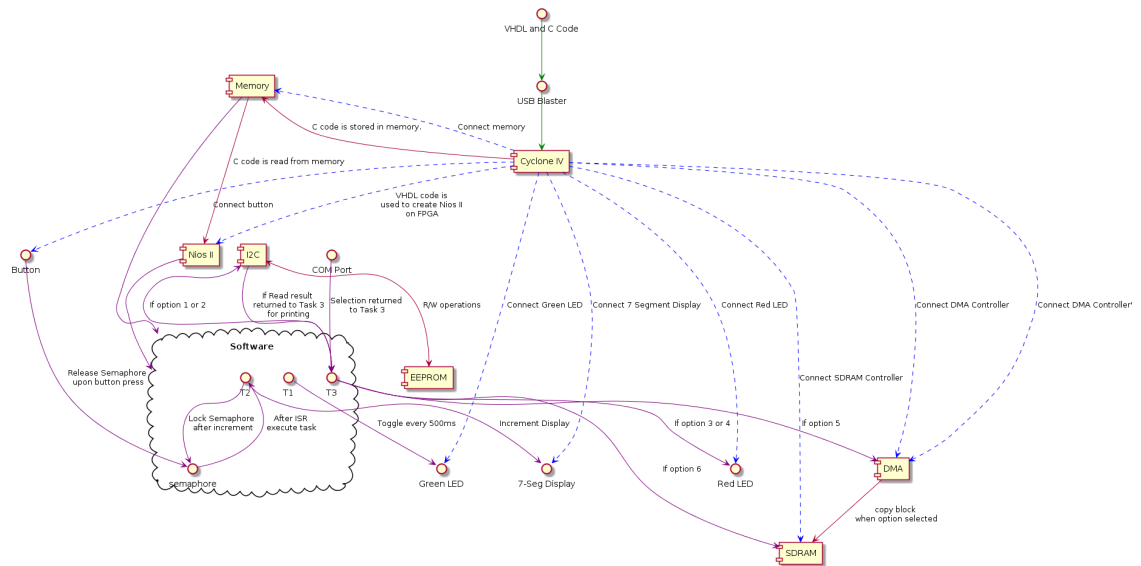 VHDL and C Code
Memory
USB Blaster
C code is stored in memory.
Connect memory
Cyclone IV
C code is read from memory
VHDL code is
used to create Nios II
on FPGA
Connect button
Nios II
I2C
Button
COM Port
If option 1 or 2
If Read result
returned to Task 3
for printing
Selection returned
to Task 3
R/W operations
Connect Green LED
Connect 7 Segment Display
Connect Red LED
Connect DMA Controller
Connect DMA Controller'
Software
Release Semaphore
upon button press
EEPROM
Connect SDRAM Controller
T2
T1
T3
Lock Semaphore
after increment
After ISR
execute task
Toggle every 500ms
Increment Display
If option 3 or 4
If option 5
If option 6
DMA
semaphore
Green LED
7-Seg Display
Red LED
copy block
when option selected
SDRAM